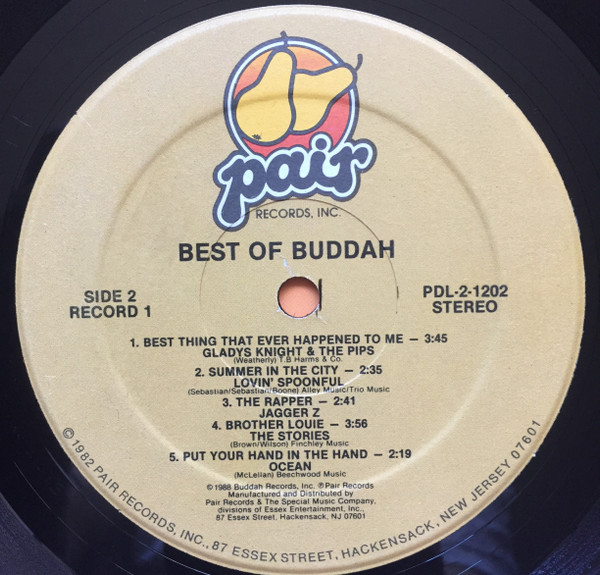 pair
RECORDS, INC.
BEST OF BUDDAH
SIDE 2
RECORD 1
PDL-2-1202
STEREO
1. BEST THING THAT EVER HAPPENED TO ME – 3:45
GLADYS KNIGHT & THE PIPS
(Weatherly) T.B Harms & Co.
2. SUMMER IN THE CITY – 2:35
LOVIN' SPOONFUL
(Sebastian/Sebastian/Boone) Alley Music/Trio Music
3. THE RAPPER – 2:41
JAGGER Z
4. BROTHER LOUIE – 3:56
THE STORIES
(Brown/Wilson) Finchley Music
5. PUT YOUR HAND IN THE HAND – 2:19
OCEAN
(McLellan) Beechwood Music
© 1988 Buddah Records, Inc. ℗ Pair Records
Manufactured and Distributed by
Pair Records & The Special Music Company,
divisions of Essex Entertainment, Inc.,
87 Essex Street, Hackensack, NJ 07601
© 1982 PAIR RECORDS, INC., 87 ESSEX STREET, HACKENSACK, NEW JERSEY 07601